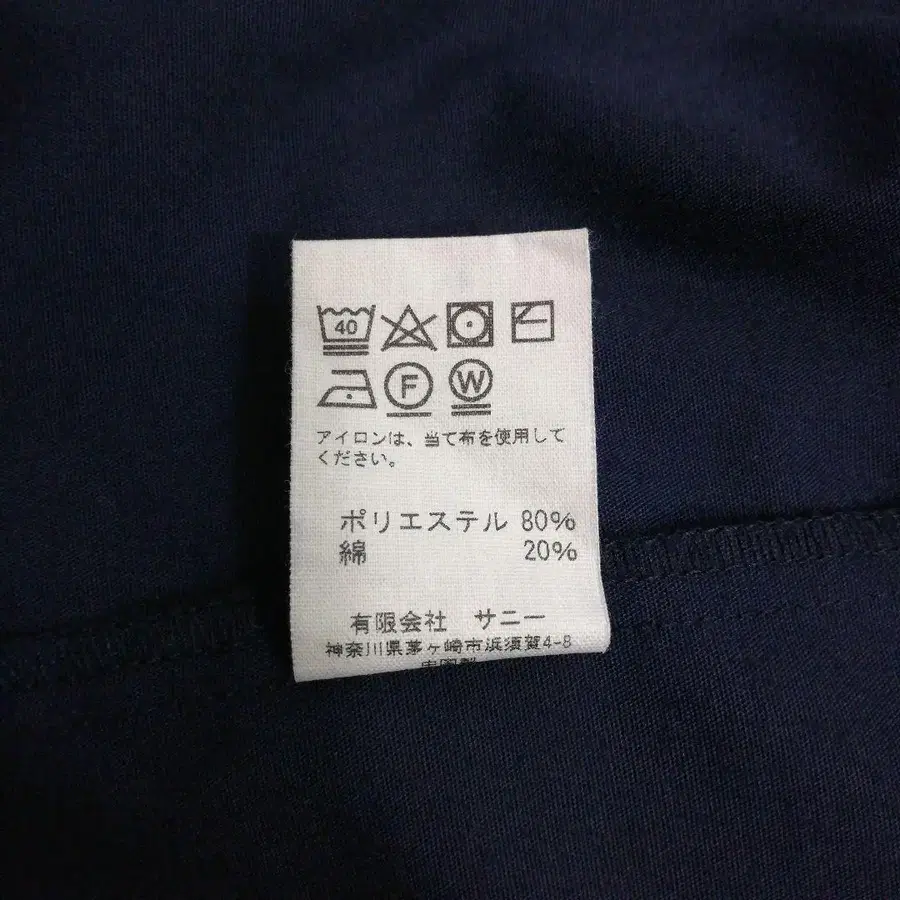 40
F W
アイロンは、当て布を使用して
ください。
ポリエステル 80%
綿 20%
有限会社 サニー
神奈川県茅ヶ崎市浜須賀4-8